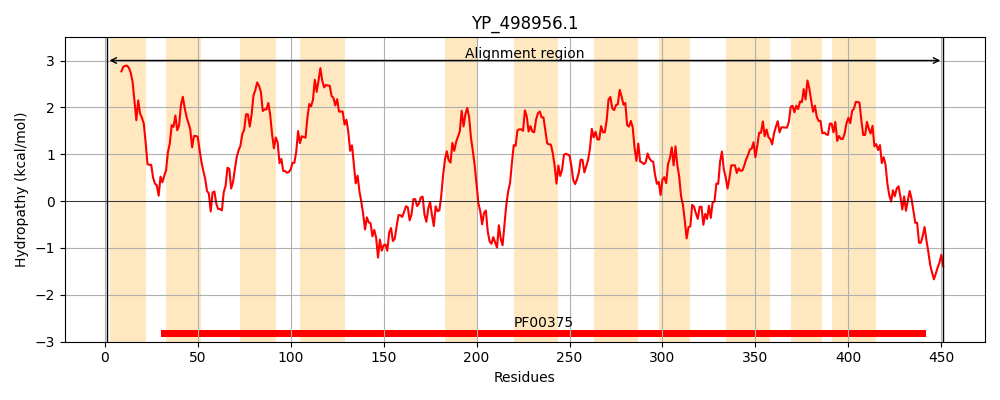 YP_498956.1
Alignment region
3
2
1
0
−1
−2
−3
Hydropathy (kcal/mol)
PF00375
0 50 100 150 200 250 300 350 400 450
Residues